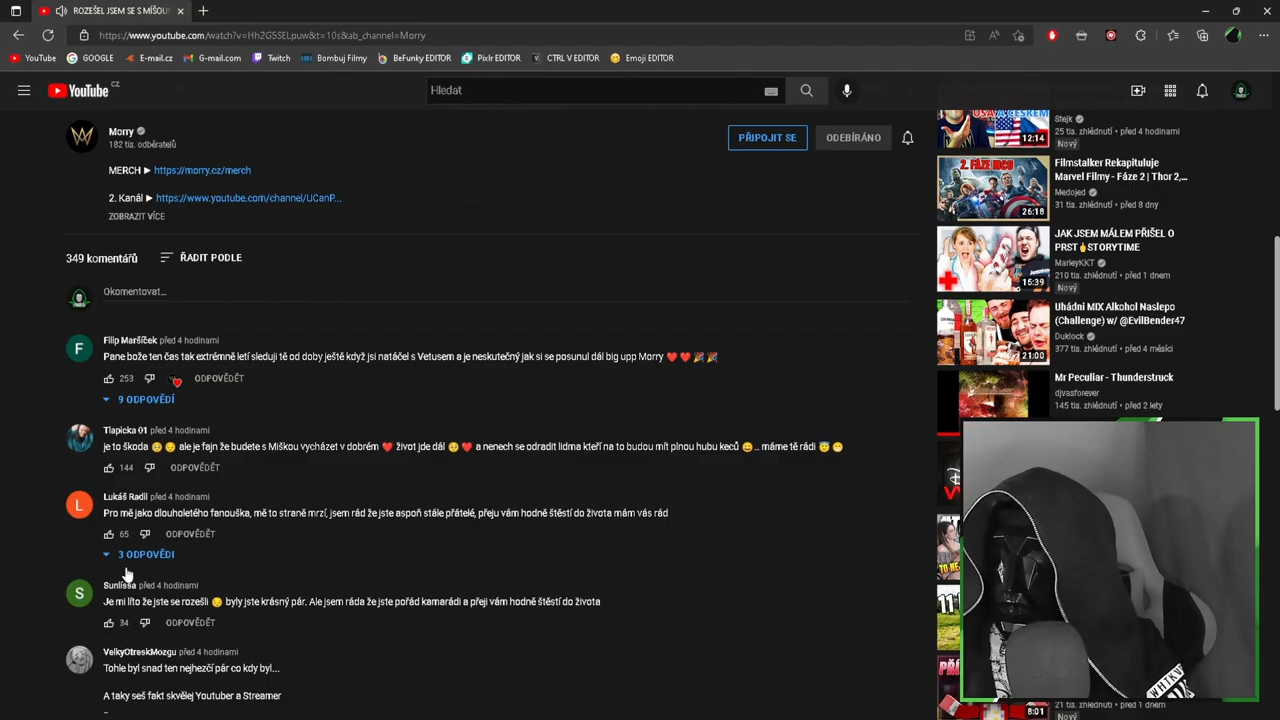 ROZEŠEL JSEM SE S MÍŠOU
https://www.youtube.com/watch?v=Hh2G5SELpuw&t=10s&ab_channel=Morry
YouTube
GOOGLE
E-mail.cz
G-mail.com
Twitch
Bombuj Filmy
BeFunky EDITOR
Pixlr EDITOR
CTRL V EDITOR
Emoji EDITOR
YouTube CZ
Hledat
Morry
182 tis. odběratelů
PŘIPOJIT SE
ODEBÍRÁNO
MERCH ► https://morry.cz/merch
2. Kanál ► https://www.youtube.com/channel/UCanP...
ZOBRAZIT VÍCE
349 komentářů
ŘADIT PODLE
Okomentovat…
Filip Maršíček před 4 hodinami
Pane bože ten čas tak extrémně letí sleduji tě od doby ještě když jsi natáčel s Vetusem a je neskutečný jak si se posunul dál big upp Morry ❤️ ❤️ 🎉 🎉
253
ODPOVĚDĚT
9 ODPOVĚDÍ
Tlapicka 01 před 4 hodinami
je to škoda 🥺 😔 ale je fajn že budete s Miškou vycházet v dobrém ❤️ život jde dál 🥺 ❤️ a nenech se odradit lidma kteří na to budou mít plnou hubu keců 😀 .. máme tě rádi 😇 😁
144
ODPOVĚDĚT
Lukáš Radil před 4 hodinami
Pro mě jako dlouholetého fanouška, mě to straně mrzí, jsem rád že jste aspoň stále přátelé, přeju vám hodně štěstí do života mám vás rád
65
ODPOVĚDĚT
3 ODPOVĚDI
Sunlissa před 4 hodinami
Je mi líto že jste se rozešli 😔 byly jste krásný pár. Ale jsem ráda že jste pořád kamarádi a přeji vám hodně štěstí do života
34
ODPOVĚDĚT
VelkyOtreskMozgu před 4 hodinami
Tohle byl snad ten nejhezčí pár co kdy byl...
A taky seš fakt skvělej Youtuber a Streamer
USA A ČESKEM
12:14
Stejk
25 tis. zhlédnutí • před 4 hodinami
Nový
2. FÁZE MCU
26:18
Filmstalker Rekapituluje
Marvel Filmy - Fáze 2 | Thor 2,...
Medojed
31 tis. zhlédnutí • před 8 dny
15:39
JAK JSEM MÁLEM PŘIŠEL O
PRST🖕STORYTIME
MarleyKKT
210 tis. zhlédnutí • před 1 dnem
Nový
21:00
Uhádni MIX Alkohol Naslepo
(Challenge) w/ @EvilBender47
Duklock
377 tis. zhlédnutí • před 4 měsíci
Mr Peculiar - Thunderstruck
djvasforever
145 tis. zhlédnutí • před 2 lety
8:01
21 tis. zhlédnutí • před 1 dnem